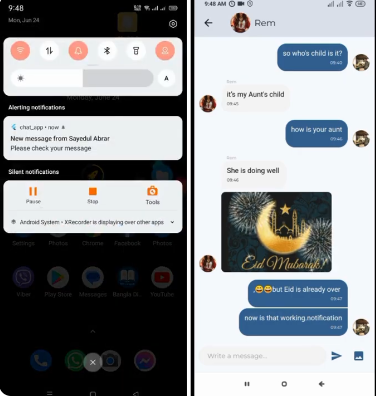 9:48
Mon, Jun 24
A
Monday, June 24
Alerting notifications
chat_app • now
New message from Sayedul Abrar
Please check your message
Silent notifications
Pause
Stop
Tools
Android System • XRecorder is displaying over other apps
Settings
Photos
Chrome
Facebook
Photos
Viber
Play Store
Messenger
YouTube
9:48 AM
Rem
so who's child is it?
09:45
Rem
it's my Aunt's child
09:45
how is your aunt
09:46
Rem
She is doing well
09:46
Eid Mubarak!
,😄😄but Eid is already over
09:47
now is that working.notification
09:47
Write a message...